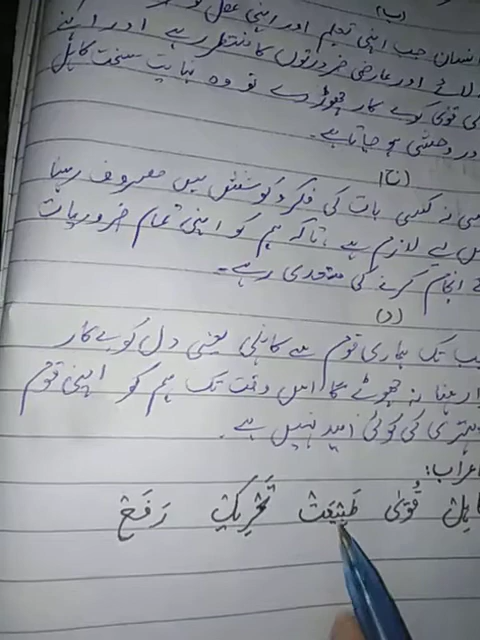 (ب)
انسان جب اپنی تعلیم اور اپنی عقل
لائے اور عارضی ضرورتوں کا منتظر رہے اور اپنے
قویٰ کو بے کار چھوڑ دے تو وہ نہایت سخت کاہل
اور وحشی ہو جاتا ہے۔
(ج)
کسی نہ کسی بات کی فکر و کوشش میں مصروف رہنا
لازم ہے، تاکہ ہم کو اپنی تمام ضروریات
کے انجام کرنے کی مستعدی رہے۔
(د)
جب تک ہماری قوم سے کاہلی یعنی دل کو بے کار
رہنا نہ چھوٹے گا اس وقت تک ہم کو اپنی قوم
بہتری کی کوئی امید نہیں ہے۔
اعراب:
کاہِلْ قُویٰ طَبِیعَتْ تَحْرِیکْ رَفَعْ